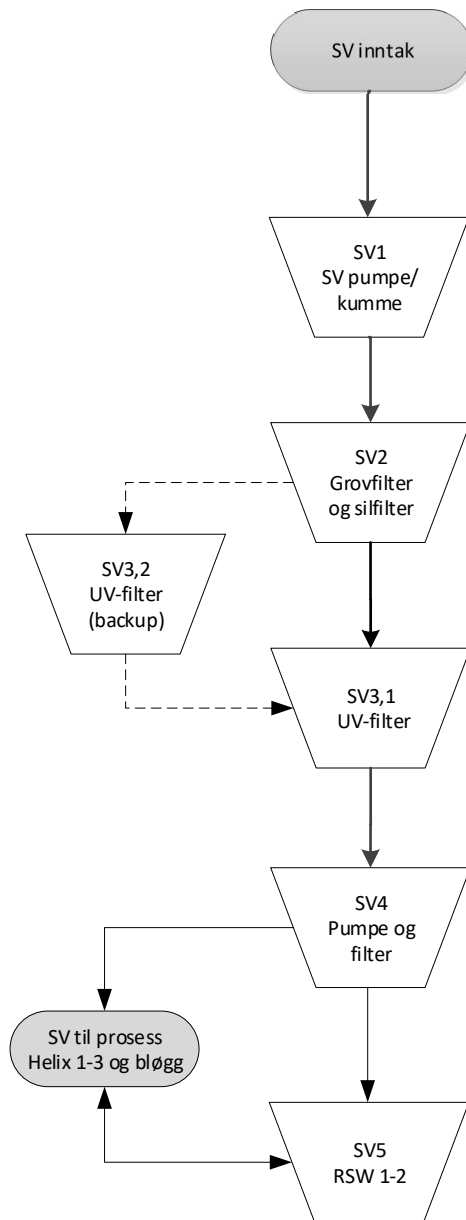 SV inntak
SV1
SV pumpe/
kumme
SV2
Grovfilter
og silfilter
SV3,2
UV-filter
(backup)
SV3,1
UV-filter
SV4
Pumpe og
filter
SV til prosess
Helix 1-3 og bløgg
SV5
RSW 1-2